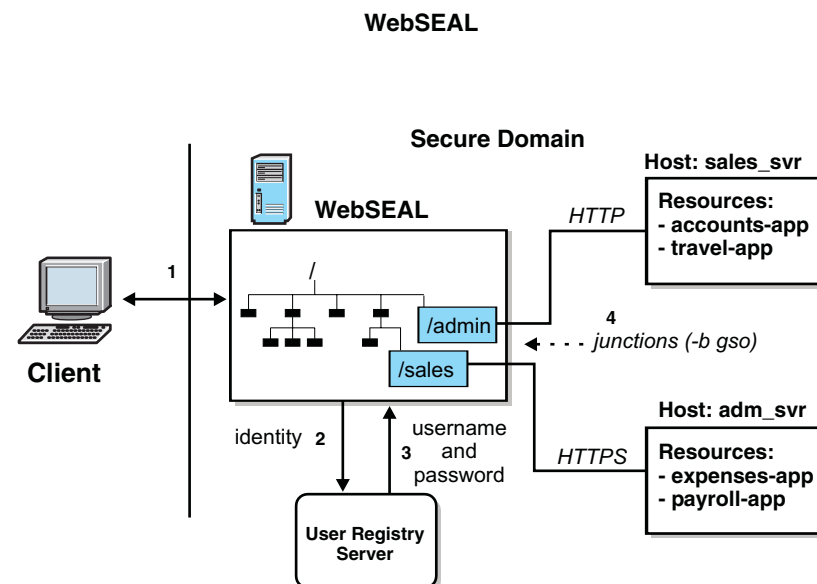 WebSEAL
Secure Domain
Host: sales_svr
Resources:
- accounts-app
- travel-app
WebSEAL
HTTP
/
1
/admin
4
junctions (-b gso)
/sales
Client
Host: adm_svr
Resources:
- expenses-app
- payroll-app
HTTPS
identity 2
3
username
and
password
User Registry
Server